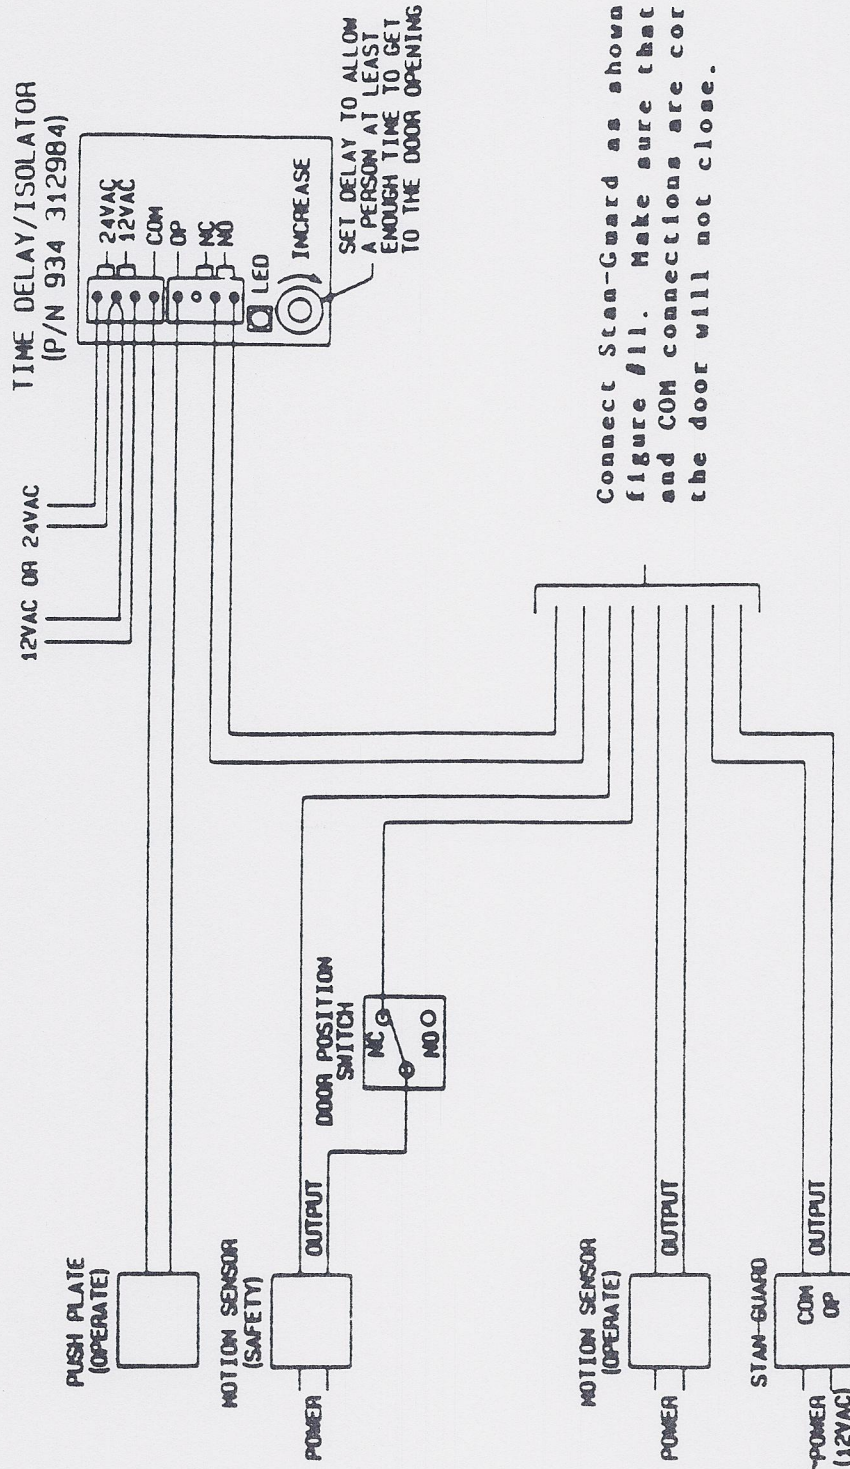 TIME DELAY/ISOLATOR
(P/N 934 312984)
12VAC OR 24VAC
24VAC
12VAC
COM
OP
NC
NO
LED
INCREASE
SET DELAY TO ALLOW
A PERSON AT LEAST
ENOUGH TIME TO GET
TO THE DOOR OPENING
Connect Stan-Guard as shown
figure #11. Make sure that
and COM connections are cor
the door will not close.
DOOR POSITION
SWITCH
NC
NO
PUSH PLATE
(OPERATE)
MOTION SENSOR
(SAFETY)
OUTPUT
POWER
MOTION SENSOR
(OPERATE)
OUTPUT
POWER
STAN-GUARD
COM
OP
OUTPUT
POWER
(12VAC)